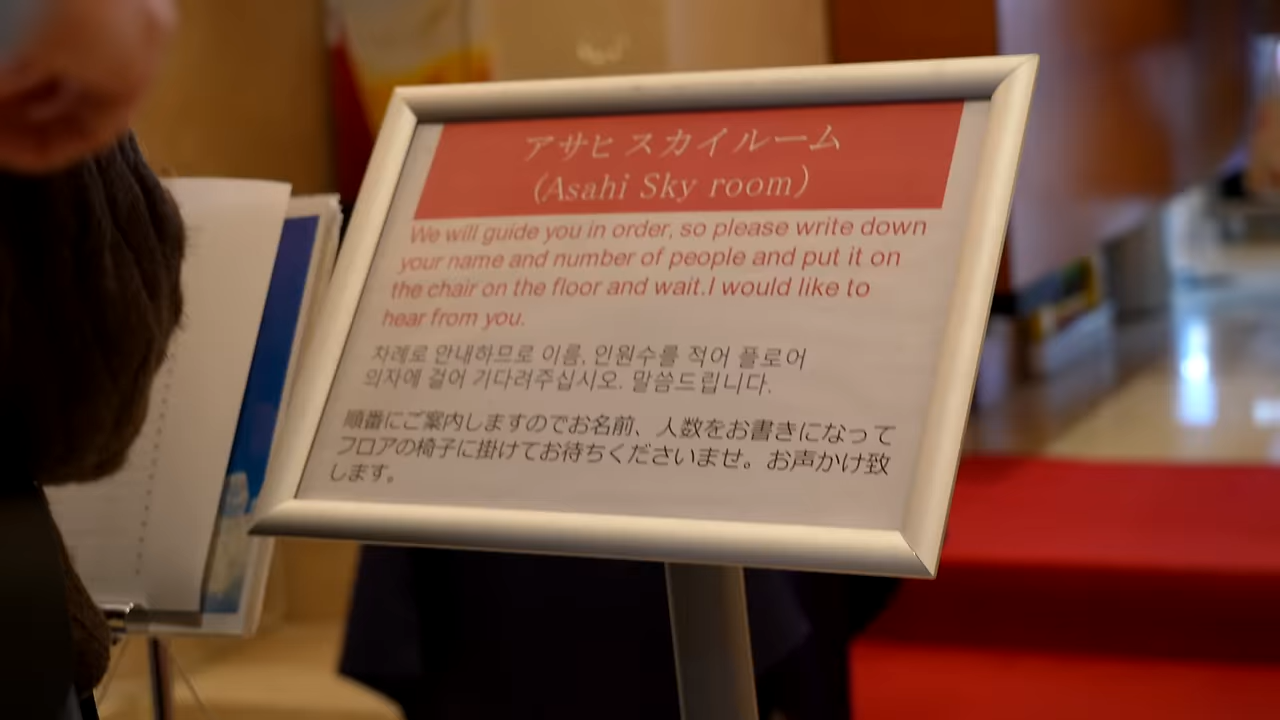 アサヒ スカイルーム
(Asahi Sky room)
We will guide you in order, so please write down
your name and number of people and put it on
the chair on the floor and wait.I would like to
hear from you.
차례로 안내하므로 이름, 인원수를 적어 플로어
의자에 걸어 기다려주십시오. 말씀드립니다.
順番にご案内しますのでお名前、人数をお書きになって
フロアの椅子に掛けてお待ちくださいませ。お声かけ致
します。